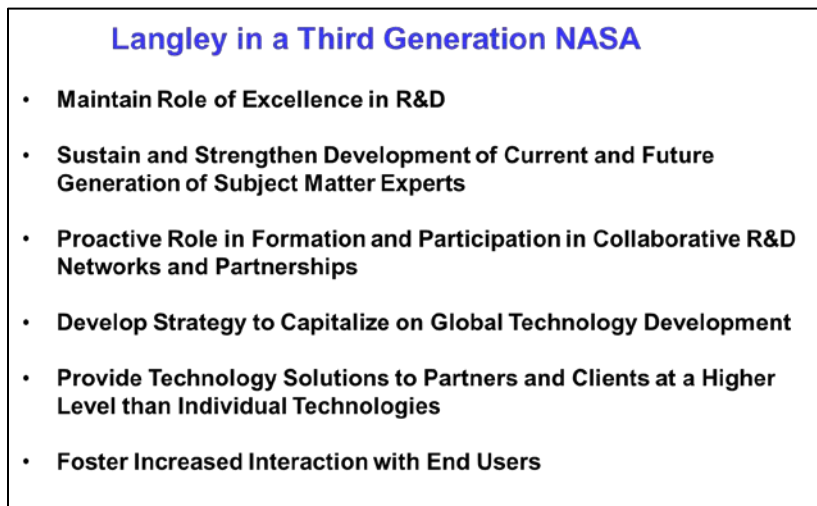 Langley in a Third Generation NASA
• Maintain Role of Excellence in R&D
• Sustain and Strengthen Development of Current and Future
Generation of Subject Matter Experts
• Proactive Role in Formation and Participation in Collaborative R&D
Networks and Partnerships
• Develop Strategy to Capitalize on Global Technology Development
• Provide Technology Solutions to Partners and Clients at a Higher
Level than Individual Technologies
• Foster Increased Interaction with End Users